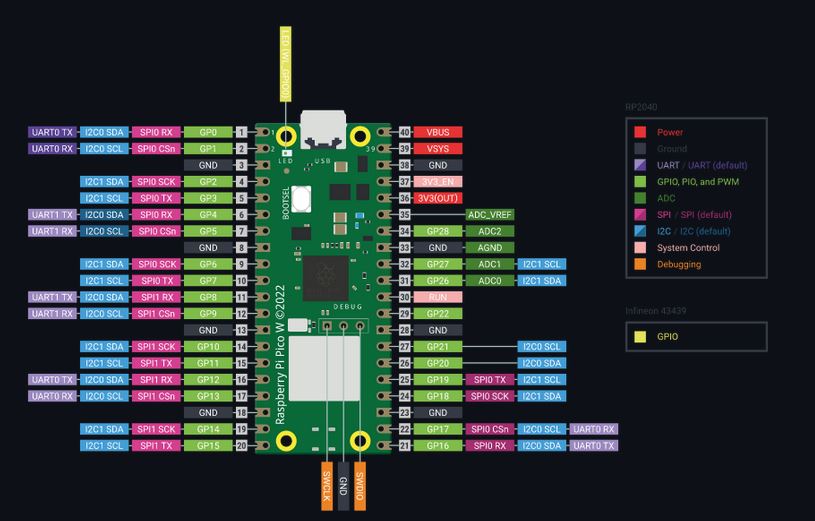 LED (WL_GPIO0)
RP2040
Power
Ground
UART / UART (default)
GPIO, PIO, and PWM
ADC
SPI / SPI (default)
I2C / I2C (default)
System Control
Debugging
Infineon 43439
GPIO
UART0 TX I2C0 SDA SPI0 RX GP0 1
UART0 RX I2C0 SCL SPI0 CSn GP1 2
GND 3
I2C1 SDA SPI0 SCK GP2 4
I2C1 SCL SPI0 TX GP3 5
UART1 TX I2C0 SDA SPI0 RX GP4 6
UART1 RX I2C0 SCL SPI0 CSn GP5 7
GND 8
I2C1 SDA SPI0 SCK GP6 9
I2C1 SCL SPI0 TX GP7 10
UART1 TX I2C0 SDA SPI1 RX GP8 11
UART1 RX I2C0 SCL SPI1 CSn GP9 12
GND 13
I2C1 SDA SPI1 SCK GP10 14
I2C1 SCL SPI1 TX GP11 15
UART0 TX I2C0 SDA SPI1 RX GP12 16
UART0 RX I2C0 SCL SPI1 CSn GP13 17
GND 18
I2C1 SDA SPI1 SCK GP14 19
I2C1 SCL SPI1 TX GP15 20
1
2
39
LED
USB
BOOTSEL
DEBUG
Raspberry Pi Pico W ©2022
40 VBUS
39 VSYS
38 GND
37 3V3_EN
36 3V3(OUT)
35 ADC_VREF
34 GP28 ADC2
33 GND AGND
32 GP27 ADC1 I2C1 SCL
31 GP26 ADC0 I2C1 SDA
30 RUN
29 GP22
28 GND
27 GP21 I2C0 SCL
26 GP20 I2C0 SDA
25 GP19 SPI0 TX I2C1 SCL
24 GP18 SPI0 SCK I2C1 SDA
23 GND
22 GP17 SPI0 CSn I2C0 SCL UART0 RX
21 GP16 SPI0 RX I2C0 SDA UART0 TX
SWCLK
GND
SWDIO